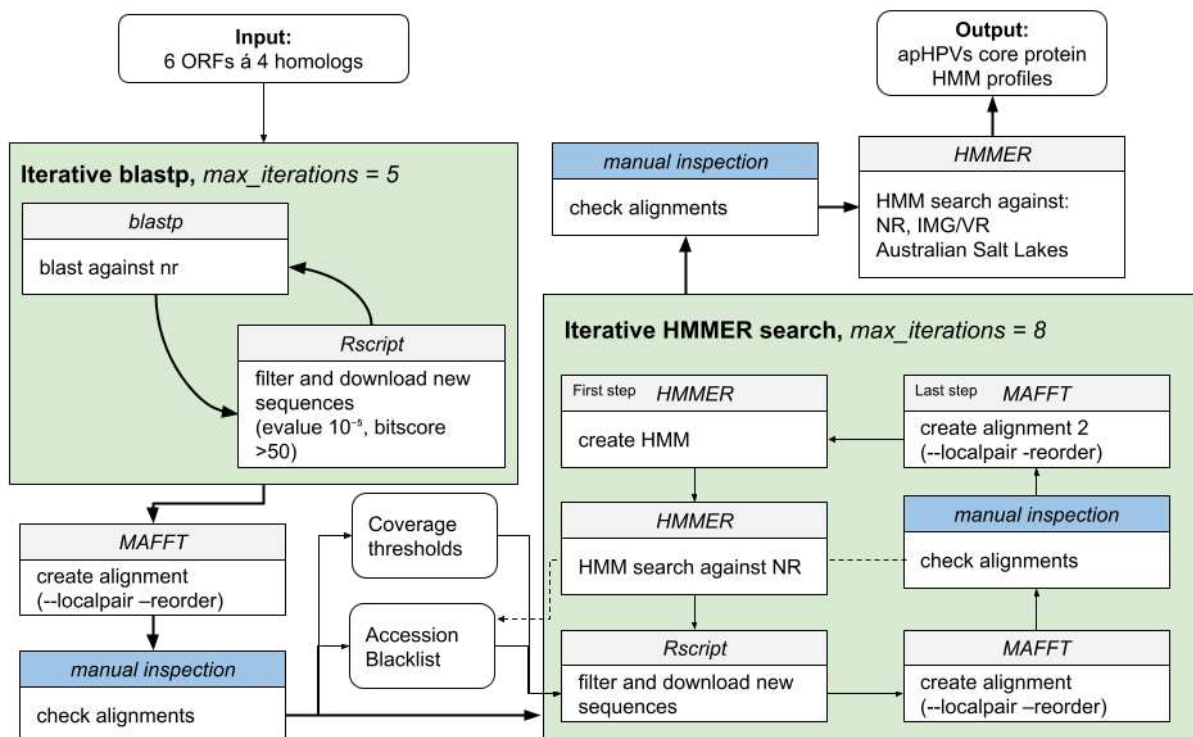 Input:
6 ORFs á 4 homologs
Output:
apHPVs core protein
HMM profiles
Iterative blastp, max_iterations = 5
blastp
blast against nr
Rscript
filter and download new
sequences
(evalue 10⁻⁵, bitscore
>50)
MAFFT
create alignment
(--localpair –reorder)
manual inspection
check alignments
Coverage
thresholds
Accession
Blacklist
manual inspection
check alignments
HMMER
HMM search against:
NR, IMG/VR
Australian Salt Lakes
Iterative HMMER search, max_iterations = 8
First step
HMMER
create HMM
HMMER
HMM search against NR
Rscript
filter and download new
sequences
MAFFT
create alignment
(--localpair –reorder)
manual inspection
check alignments
Last step
MAFFT
create alignment 2
(--localpair -reorder)